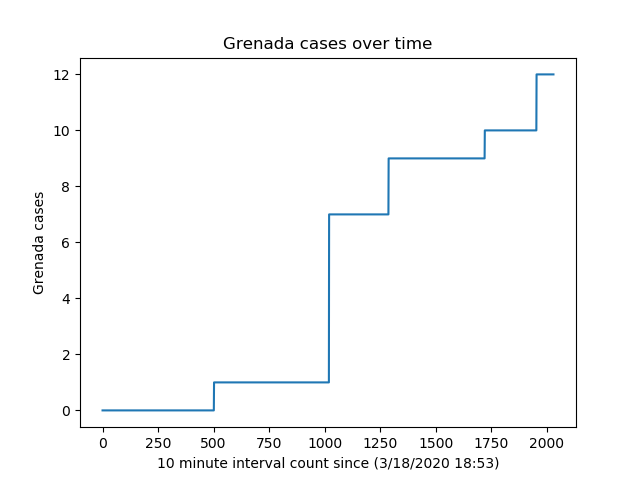 Grenada cases over time
12
10
8
6
4
2
0
Grenada cases
0 250 500 750 1000 1250 1500 1750 2000
10 minute interval count since (3/18/2020 18:53)